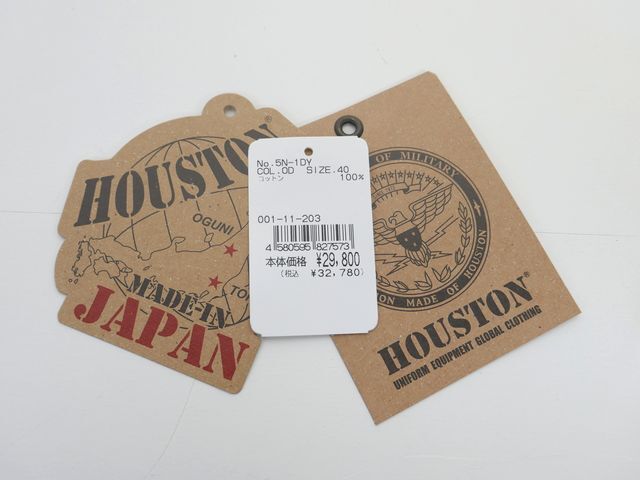 HOUSTON®
OGUNI
TO
MADE-IN
JAPAN
No.5N-1DY
COL.OD SIZE.40
コットン 100%
001-11-203
4 580595 827573
本体価格 ¥29,800
(税込 ¥32,780)
OF MILITARY
ON MADE OF HOUSTON
HOUSTON®
UNIFORM EQUIPMENT GLOBAL CLOTHING